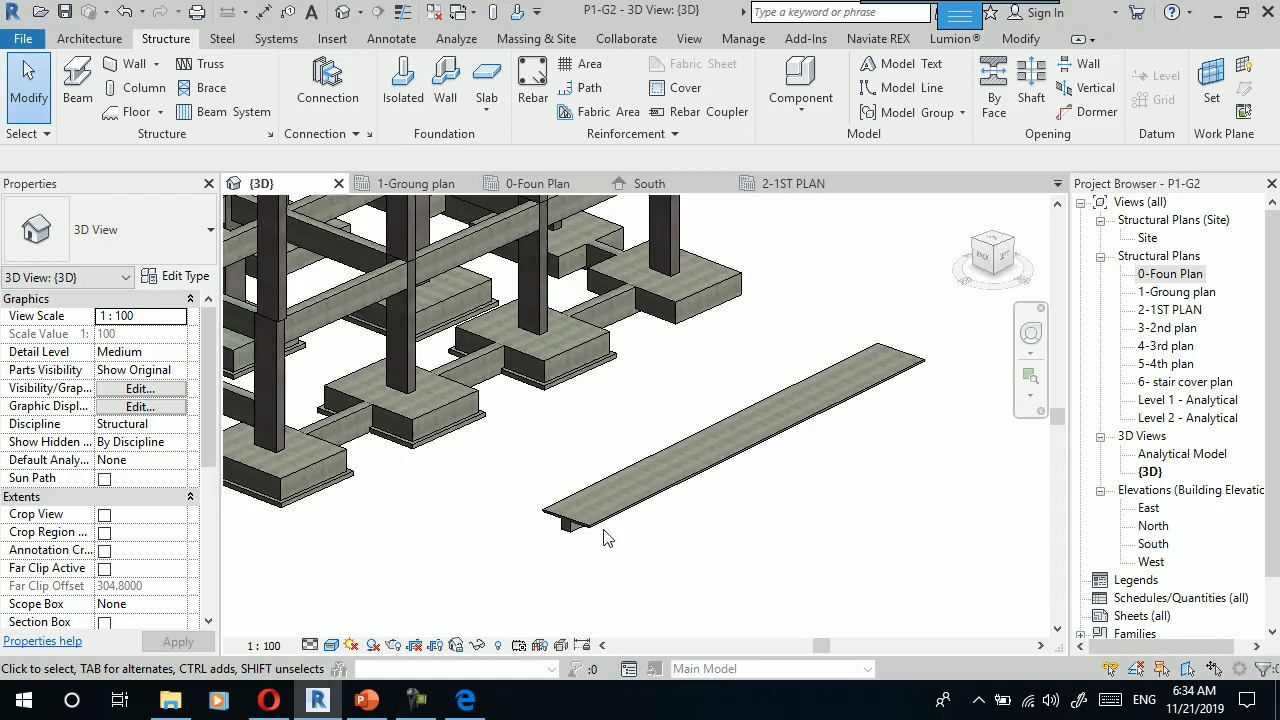 P1-G2 - 3D View: {3D}
Type a keyword or phrase
Sign In
File Architecture Structure Steel Systems Insert Annotate Analyze Massing & Site Collaborate View Manage Add-Ins Naviate REX Lumion® Modify
Modify
Beam
Wall
Column
Floor
Truss
Brace
Beam System
Connection
Isolated
Wall
Slab
Rebar
Area
Path
Fabric Area
Fabric Sheet
Cover
Rebar Coupler
Component
Model Text
Model Line
Model Group
By
Face
Shaft
Wall
Vertical
Dormer
Level
Grid
Set
Select
Structure
Connection
Foundation
Reinforcement
Model
Opening
Datum
Work Plane
Properties
{3D}
1-Groung plan
0-Foun Plan
South
2-1ST PLAN
Project Browser - P1-G2
3D View
3D View: {3D}
Edit Type
Graphics
View Scale 1 : 100
Scale Value 1: 100
Detail Level Medium
Parts Visibility Show Original
Visibility/Grap... Edit...
Graphic Displ... Edit...
Discipline Structural
Show Hidden ... By Discipline
Default Analy... None
Sun Path
Extents
Crop View
Crop Region ...
Annotation Cr...
Far Clip Active
Far Clip Offset 304.8000
Scope Box None
Section Box
Properties help
Apply
BACK
Views (all)
Structural Plans (Site)
Site
Structural Plans
0-Foun Plan
1-Groung plan
2-1ST PLAN
3-2nd plan
4-3rd plan
5-4th plan
6- stair cover plan
Level 1 - Analytical
Level 2 - Analytical
3D Views
Analytical Model
{3D}
Elevations (Building Elevatio
East
North
South
West
Legends
Schedules/Quantities (all)
Sheets (all)
Families
1 : 100
Click to select, TAB for alternates, CTRL adds, SHIFT unselects
:0
Main Model
:0
ENG
6:34 AM
11/21/2019